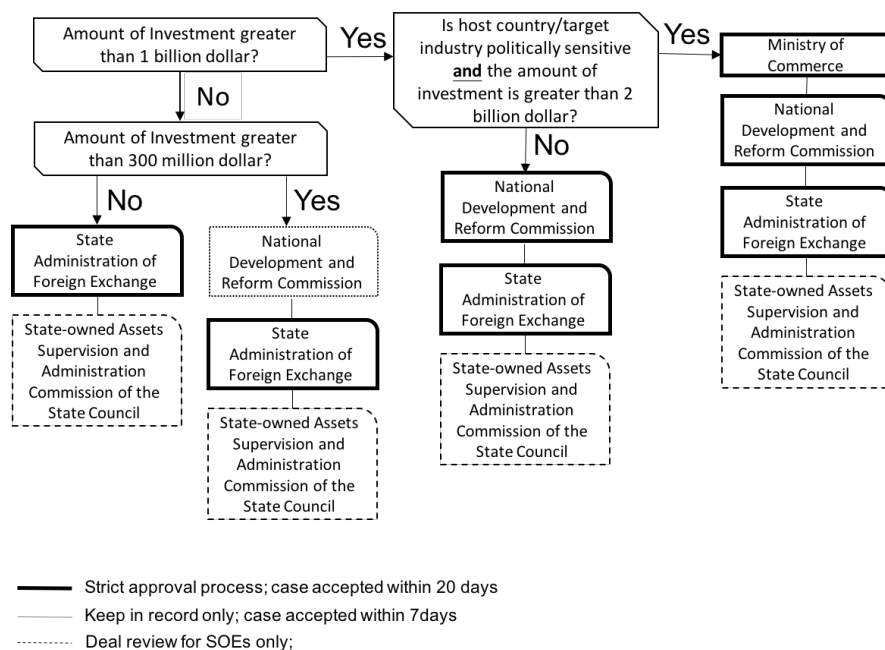 Amount of Investment greater
than 1 billion dollar?
Yes
Is host country/target
industry politically sensitive
and the amount of
investment is greater than 2
billion dollar?
Yes
Ministry of
Commerce
No
Amount of Investment greater
than 300 million dollar?
No
Yes
No
State
Administration of
Foreign Exchange
State-owned Assets
Supervision and
Administration
Commission of the
State Council
National
Development and
Reform Commission
State
Administration of
Foreign Exchange
State-owned Assets
Supervision and
Administration
Commission of the
State Council
National
Development and
Reform Commission
State
Administration of
Foreign Exchange
State-owned Assets
Supervision and
Administration
Commission of the
State Council
National
Development and
Reform Commission
State
Administration of
Foreign Exchange
State-owned Assets
Supervision and
Administration
Commission of the
State Council
Strict approval process; case accepted within 20 days
Keep in record only; case accepted within 7days
Deal review for SOEs only;